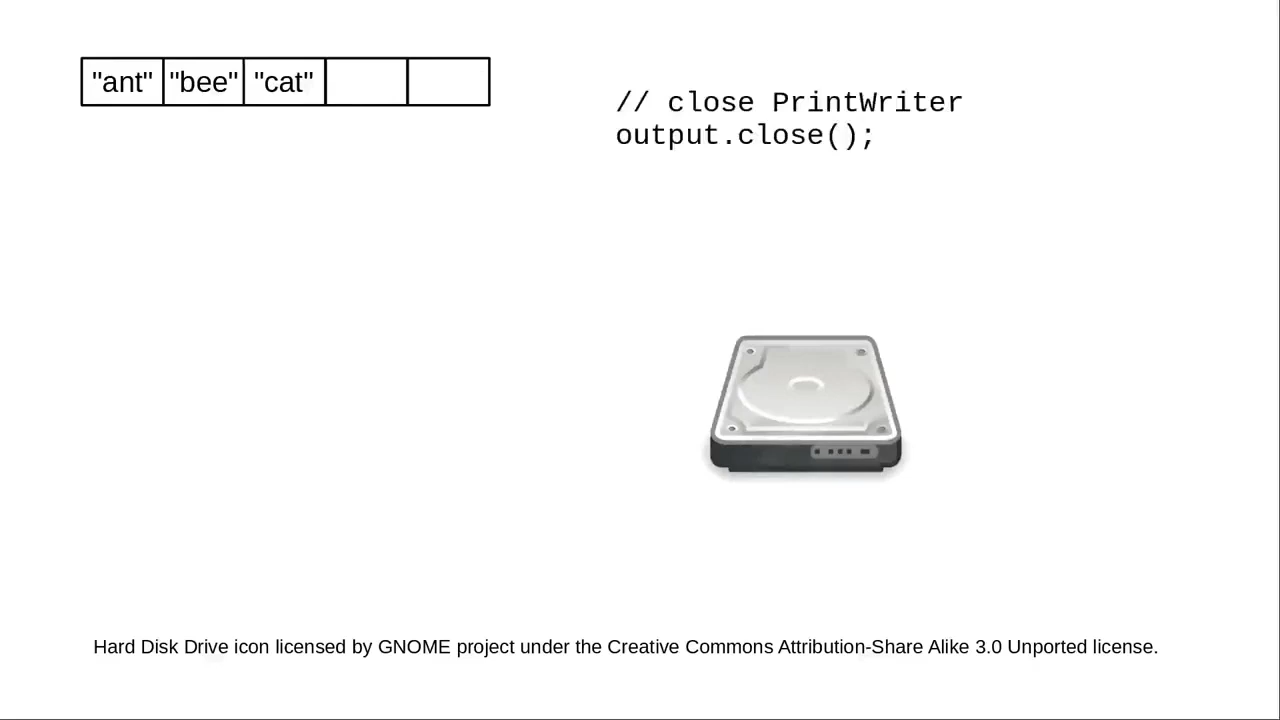 "ant" "bee" "cat"
// close PrintWriter
output.close();
Hard Disk Drive icon licensed by GNOME project under the Creative Commons Attribution-Share Alike 3.0 Unported license.